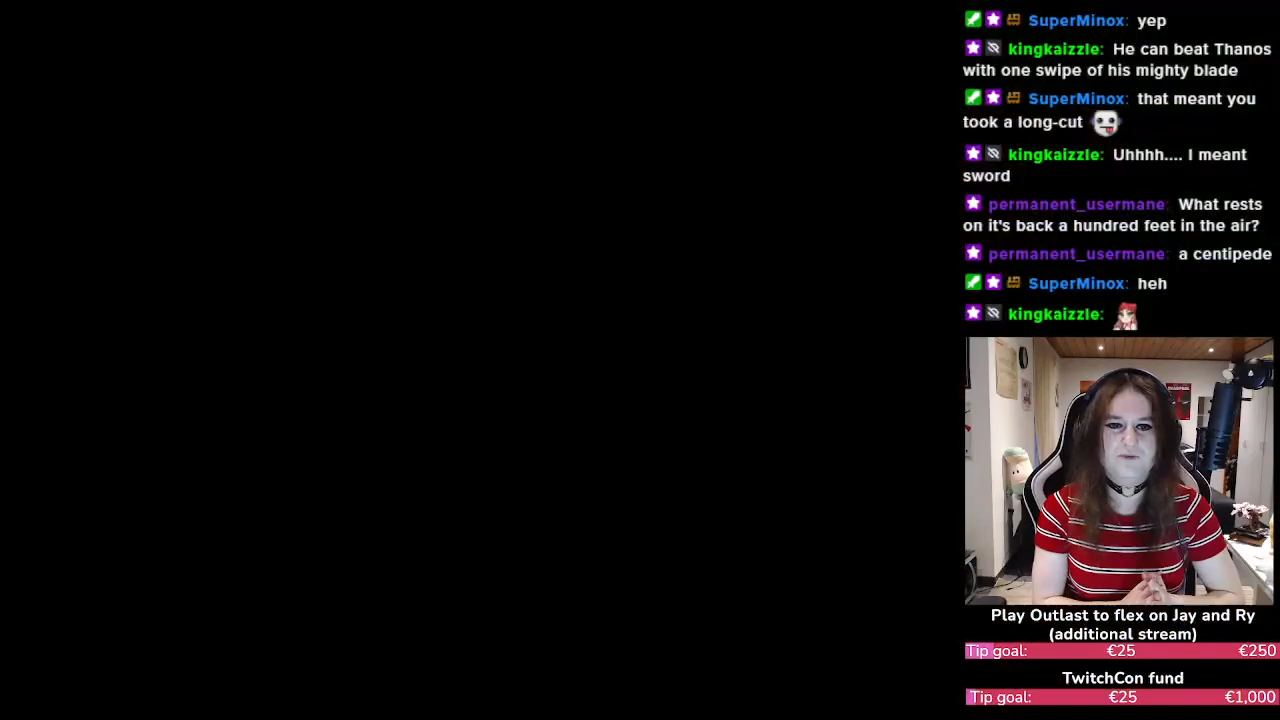 SuperMinox: yep
kingkaizzle: He can beat Thanos
with one swipe of his mighty blade
SuperMinox: that meant you
took a long-cut
kingkaizzle: Uhhhh.... I meant
sword
permanent_usermane: What rests
on it's back a hundred feet in the air?
permanent_usermane: a centipede
SuperMinox: heh
kingkaizzle:
Play Outlast to flex on Jay and Ry
(additional stream)
Tip goal: €25 €250
TwitchCon fund
Tip goal: €25 €1,000